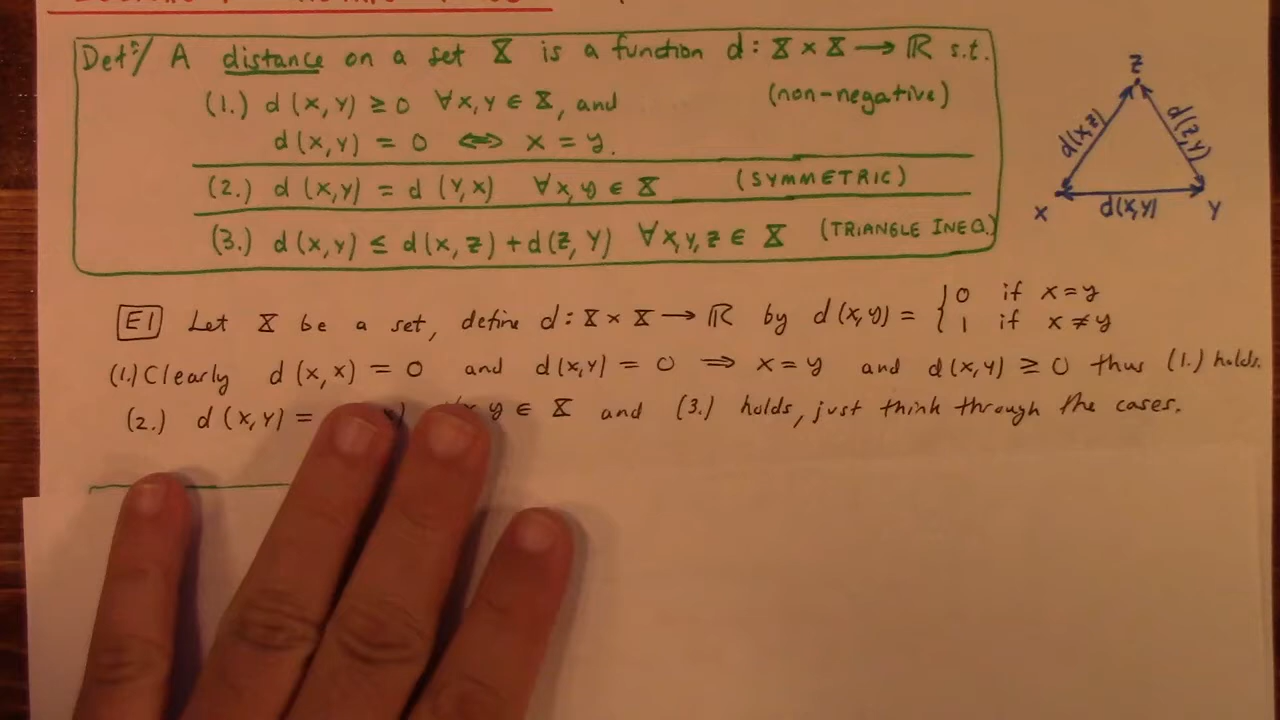 Def:/ A distance on a set X is a function d : X × X → ℝ s.t.
(1.) d(x,y) ≥ 0 ∀x,y ∈ X, and (non-negative)
d(x,y) = 0 ⟺ x = y.
(2.) d(x,y) = d(y,x) ∀x,y ∈ X (SYMMETRIC)
(3.) d(x,y) ≤ d(x,z) + d(z,y) ∀x,y,z ∈ X (TRIANGLE INEQ.)
z
d(x,z) d(z,y)
x d(x,y) y
E1 Let X be a set, define d : X × X → ℝ by d(x,y) = { 0 if x = y
1 if x ≠ y
(1.) Clearly d(x,x) = 0 and d(x,y) = 0 ⟹ x = y and d(x,y) ≥ 0 thus (1.) holds.
(2.) d(x,y) = y ∈ X and (3.) holds, just think through the cases.